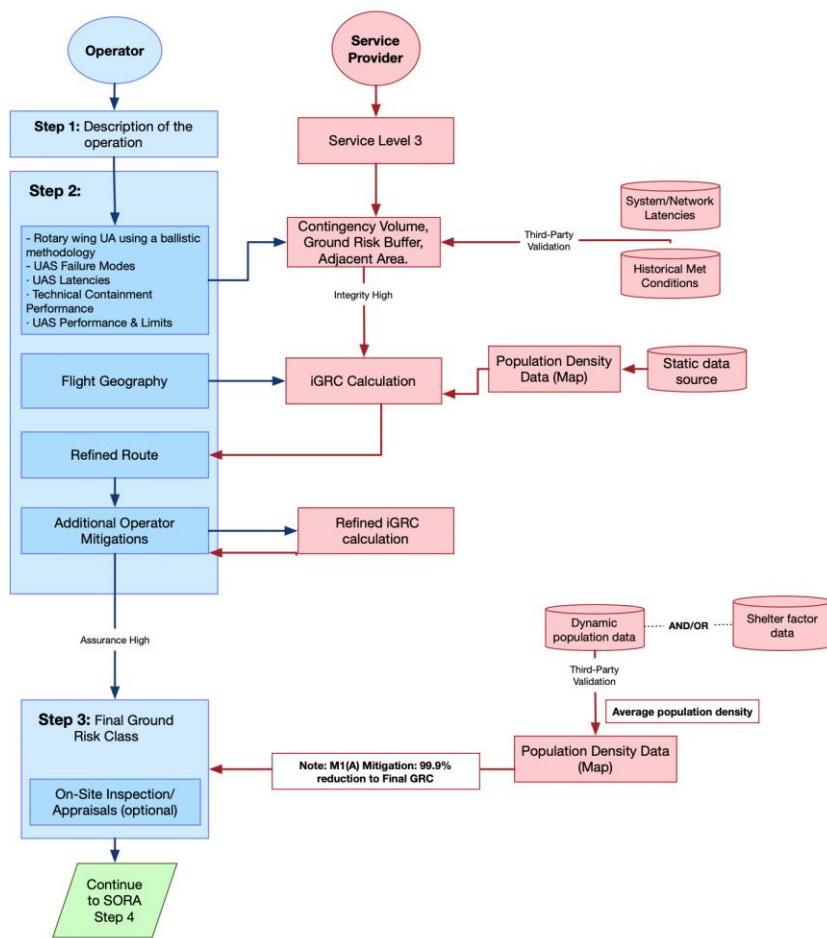 Operator
Service
Provider
Step 1: Description of the
operation
Service Level 3
Step 2:
System/Network
Latencies
- Rotary wing UA using a ballistic
methodology
- UAS Failure Modes
· UAS Latencies
· Technical Containment
Performance
· UAS Performance & Limits
Contingency Volume,
Ground Risk Buffer,
Adjacent Area.
Third-Party
Validation
Historical Met
Conditions
Integrity High
Flight Geography
iGRC Calculation
Population Density
Data (Map)
Static data
source
Refined Route
Additional Operator
Mitigations
Refined iGRC
calculation
Dynamic
population data
AND/OR
Shelter factor
data
Assurance High
Third-Party
Validation
Average population density
Step 3: Final Ground
Risk Class
Note: M1(A) Mitigation: 99.9%
reduction to Final GRC
Population Density Data
(Map)
On-Site Inspection/
Appraisals (optional)
Continue
to SORA
Step 4